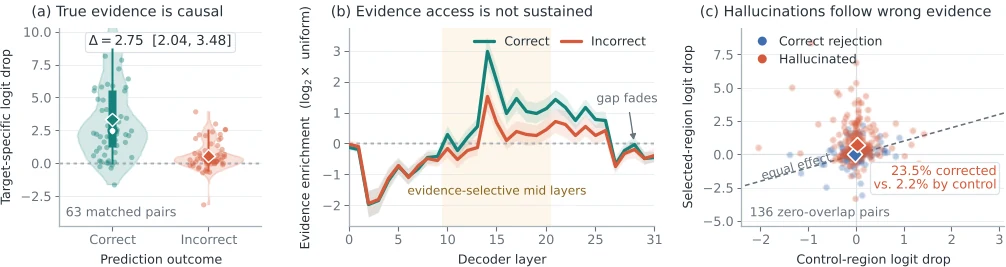 (a) True evidence is causal
Target-specific logit drop
10.0
7.5
5.0
2.5
0.0
−2.5
Δ = 2.75 [2.04, 3.48]
63 matched pairs
Correct
Incorrect
Prediction outcome
(b) Evidence access is not sustained
Evidence enrichment (log₂ × uniform)
3
2
1
0
−1
−2
Correct
Incorrect
gap fades
evidence-selective mid layers
0
5
10
15
20
25
31
Decoder layer
(c) Hallucinations follow wrong evidence
Selected-region logit drop
7.5
5.0
2.5
0.0
−2.5
−5.0
Correct rejection
Hallucinated
equal effect
23.5% corrected
vs. 2.2% by control
136 zero-overlap pairs
−2
−1
0
1
2
3
Control-region logit drop